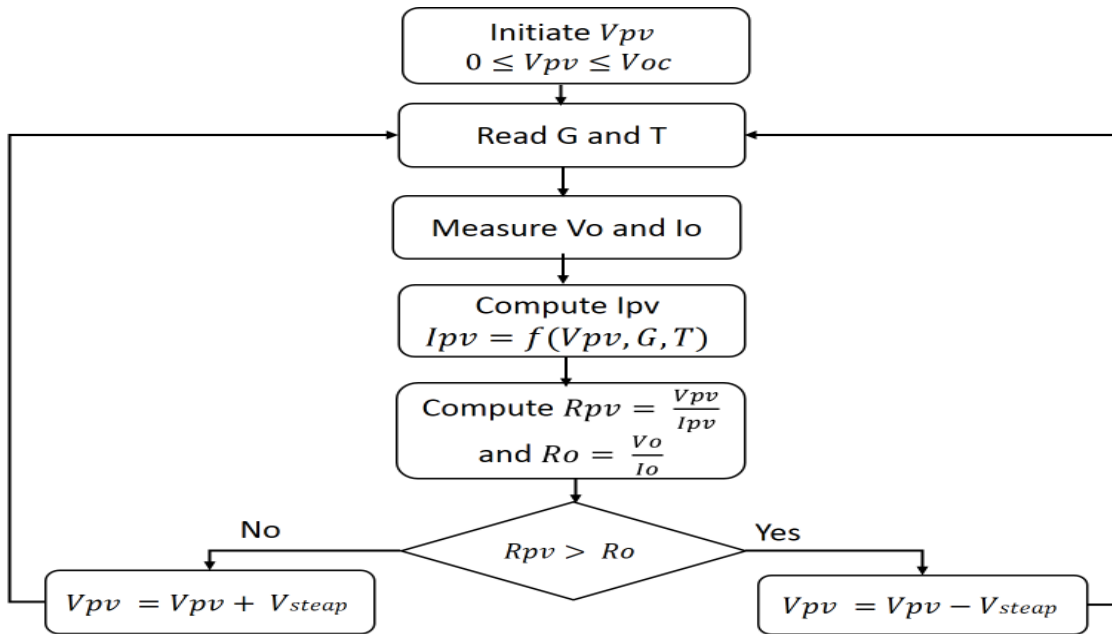 Initiate Vpv
0 ≤ Vpv ≤ Voc
Read G and T
Measure Vo and Io
Compute Ipv
Ipv = f(Vpv, G, T)
Compute Rpv = Vpv/Ipv
and Ro = Vo/Io
No
Yes
Rpv > Ro
Vpv = Vpv + Vsteap
Vpv = Vpv − Vsteap